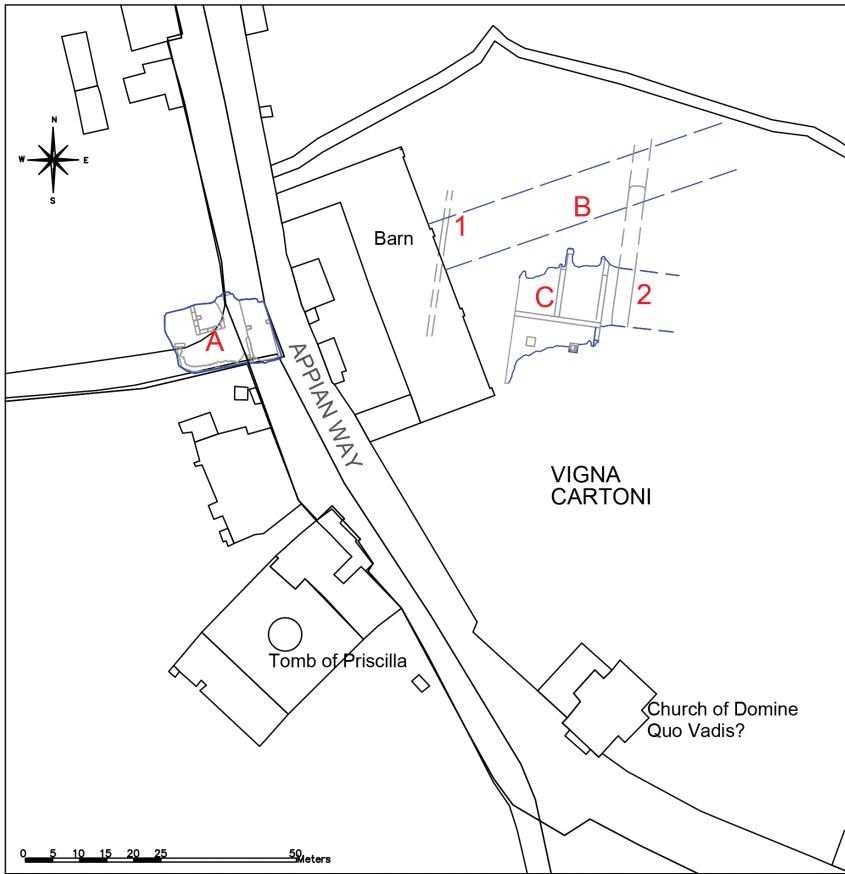 N
W E
S
Barn
1
B
C
2
A
APPIAN WAY
VIGNA
CARTONI
Tomb of Priscilla
Church of Domine
Quo Vadis?
0 5 10 15 20 25 50 Meters